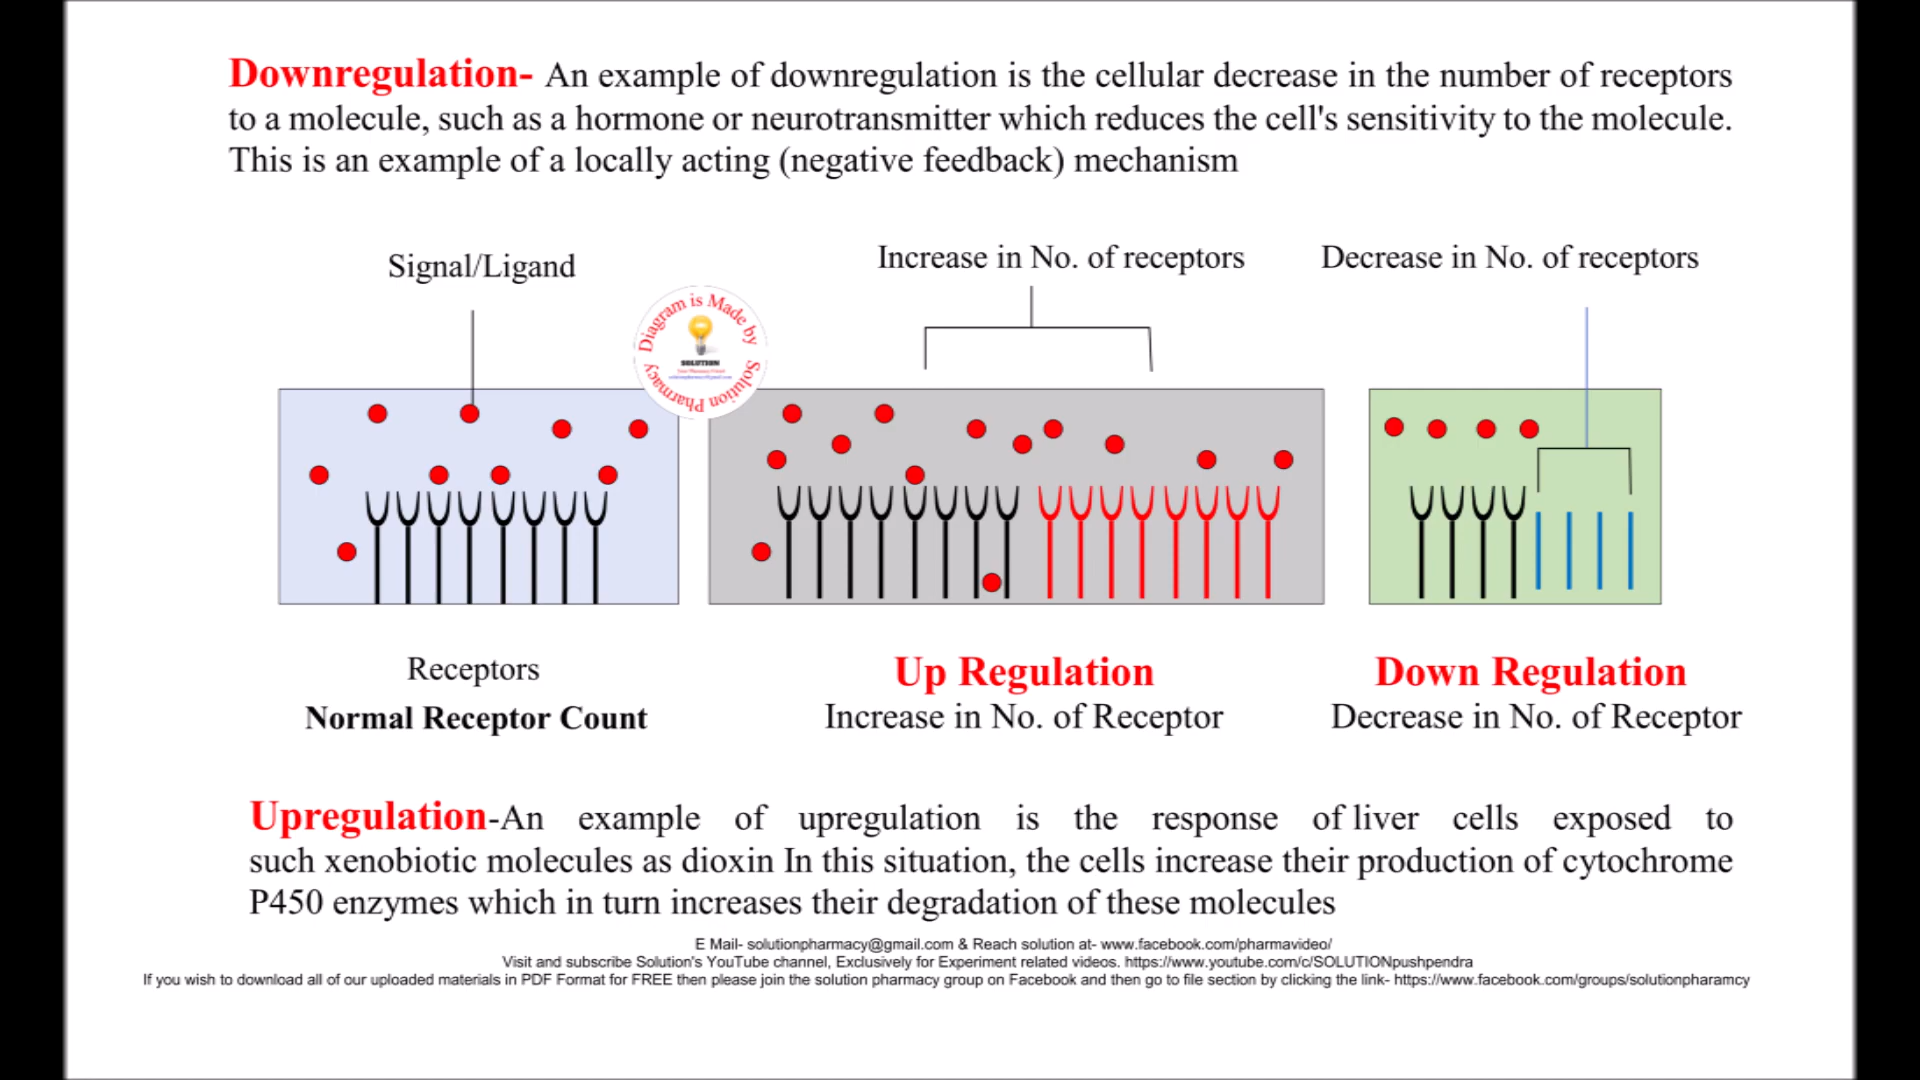 Downregulation- An example of downregulation is the cellular decrease in the number of receptors
to a molecule, such as a hormone or neurotransmitter which reduces the cell's sensitivity to the molecule.
This is an example of a locally acting (negative feedback) mechanism
Signal/Ligand
Increase in No. of receptors
Decrease in No. of receptors
Diagram is Made by Solution Pharmacy
SOLUTION
Receptors
Normal Receptor Count
Up Regulation
Increase in No. of Receptor
Down Regulation
Decrease in No. of Receptor
Upregulation-An example of upregulation is the response of liver cells exposed to
such xenobiotic molecules as dioxin In this situation, the cells increase their production of cytochrome
P450 enzymes which in turn increases their degradation of these molecules
E Mail- solutionpharmacy@gmail.com & Reach solution at- www.facebook.com/pharmavideo/
Visit and subscribe Solution's YouTube channel, Exclusively for Experiment related videos. https://www.youtube.com/c/SOLUTIONpushpendra
If you wish to download all of our uploaded materials in PDF Format for FREE then please join the solution pharmacy group on Facebook and then go to file section by clicking the link- https://www.facebook.com/groups/solutionpharamcy